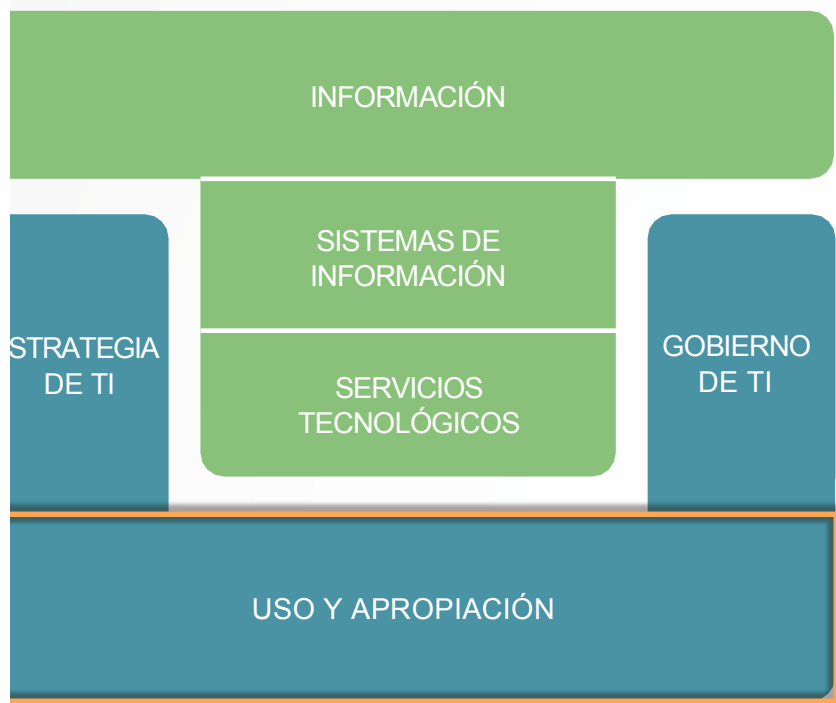 INFORMACIÓN
SISTEMAS DE
INFORMACIÓN
STRATEGIA
DE TI
GOBIERNO
DE TI
SERVICIOS
TECNOLÓGICOS
USO Y APROPIACIÓN